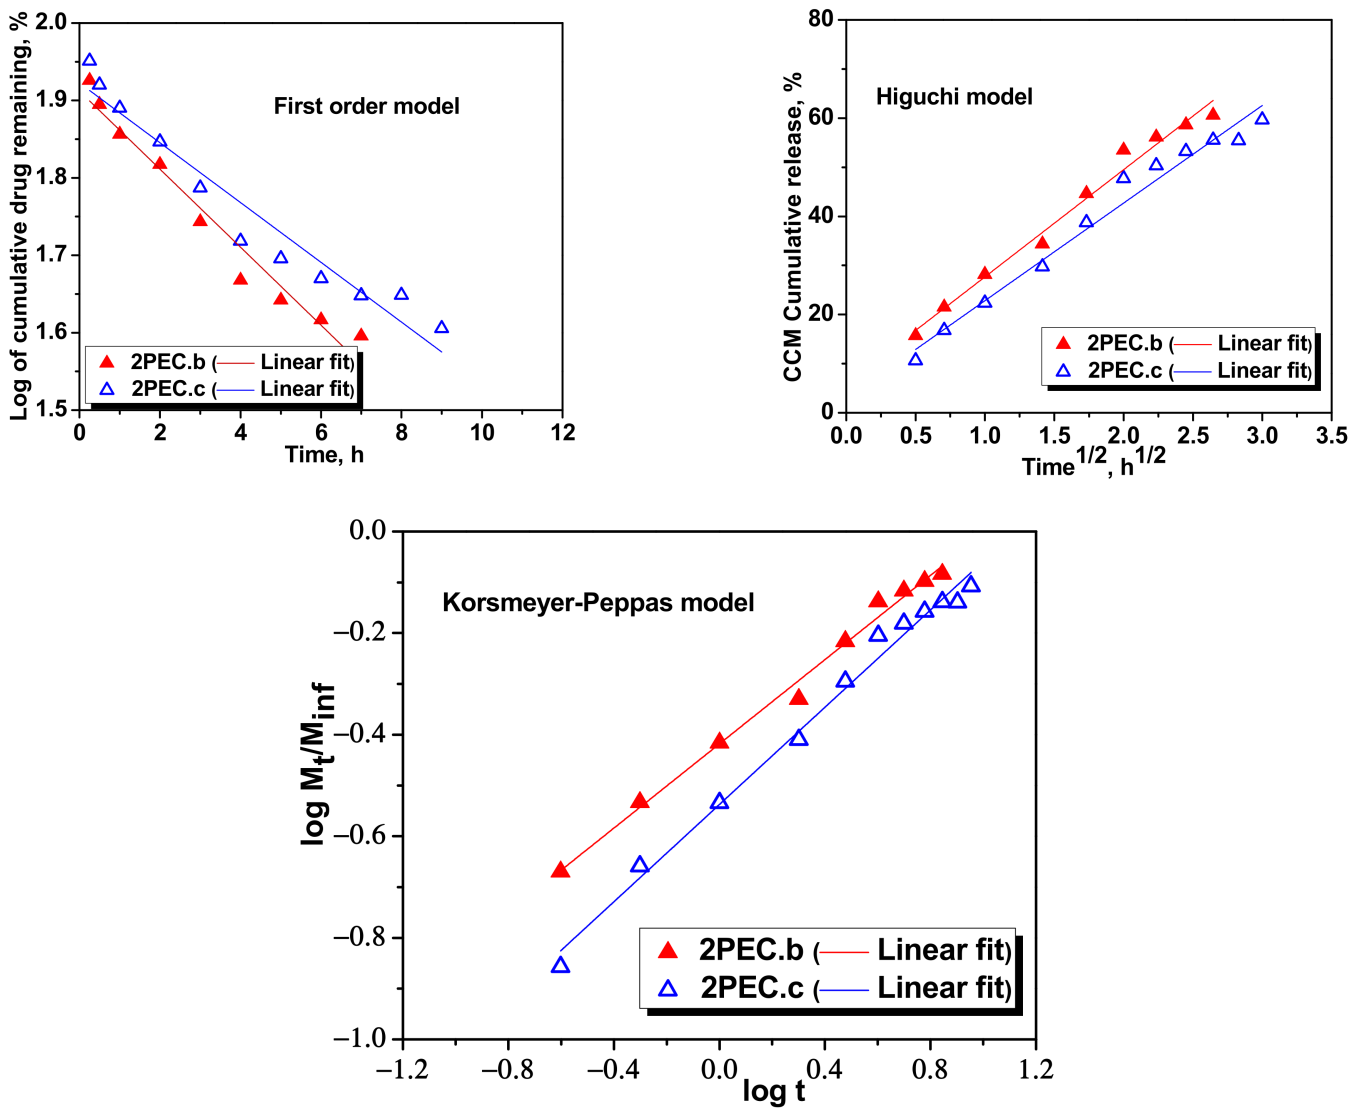 Log of cumulative drug remaining, %
2.0
1.9
1.8
1.7
1.6
1.5
First order model
2PEC.b (— Linear fit)
2PEC.c (— Linear fit)
0 2 4 6 8 10 12
Time, h
CCM Cumulative release, %
80
60
40
20
0
Higuchi model
2PEC.b (— Linear fit)
2PEC.c (— Linear fit)
0.0 0.5 1.0 1.5 2.0 2.5 3.0 3.5
Time1/2, h1/2
log Mt/Minf
0.0
−0.2
−0.4
−0.6
−0.8
−1.0
Korsmeyer-Peppas model
2PEC.b (— Linear fit)
2PEC.c (— Linear fit)
−1.2 −0.8 −0.4 0.0 0.4 0.8 1.2
log t